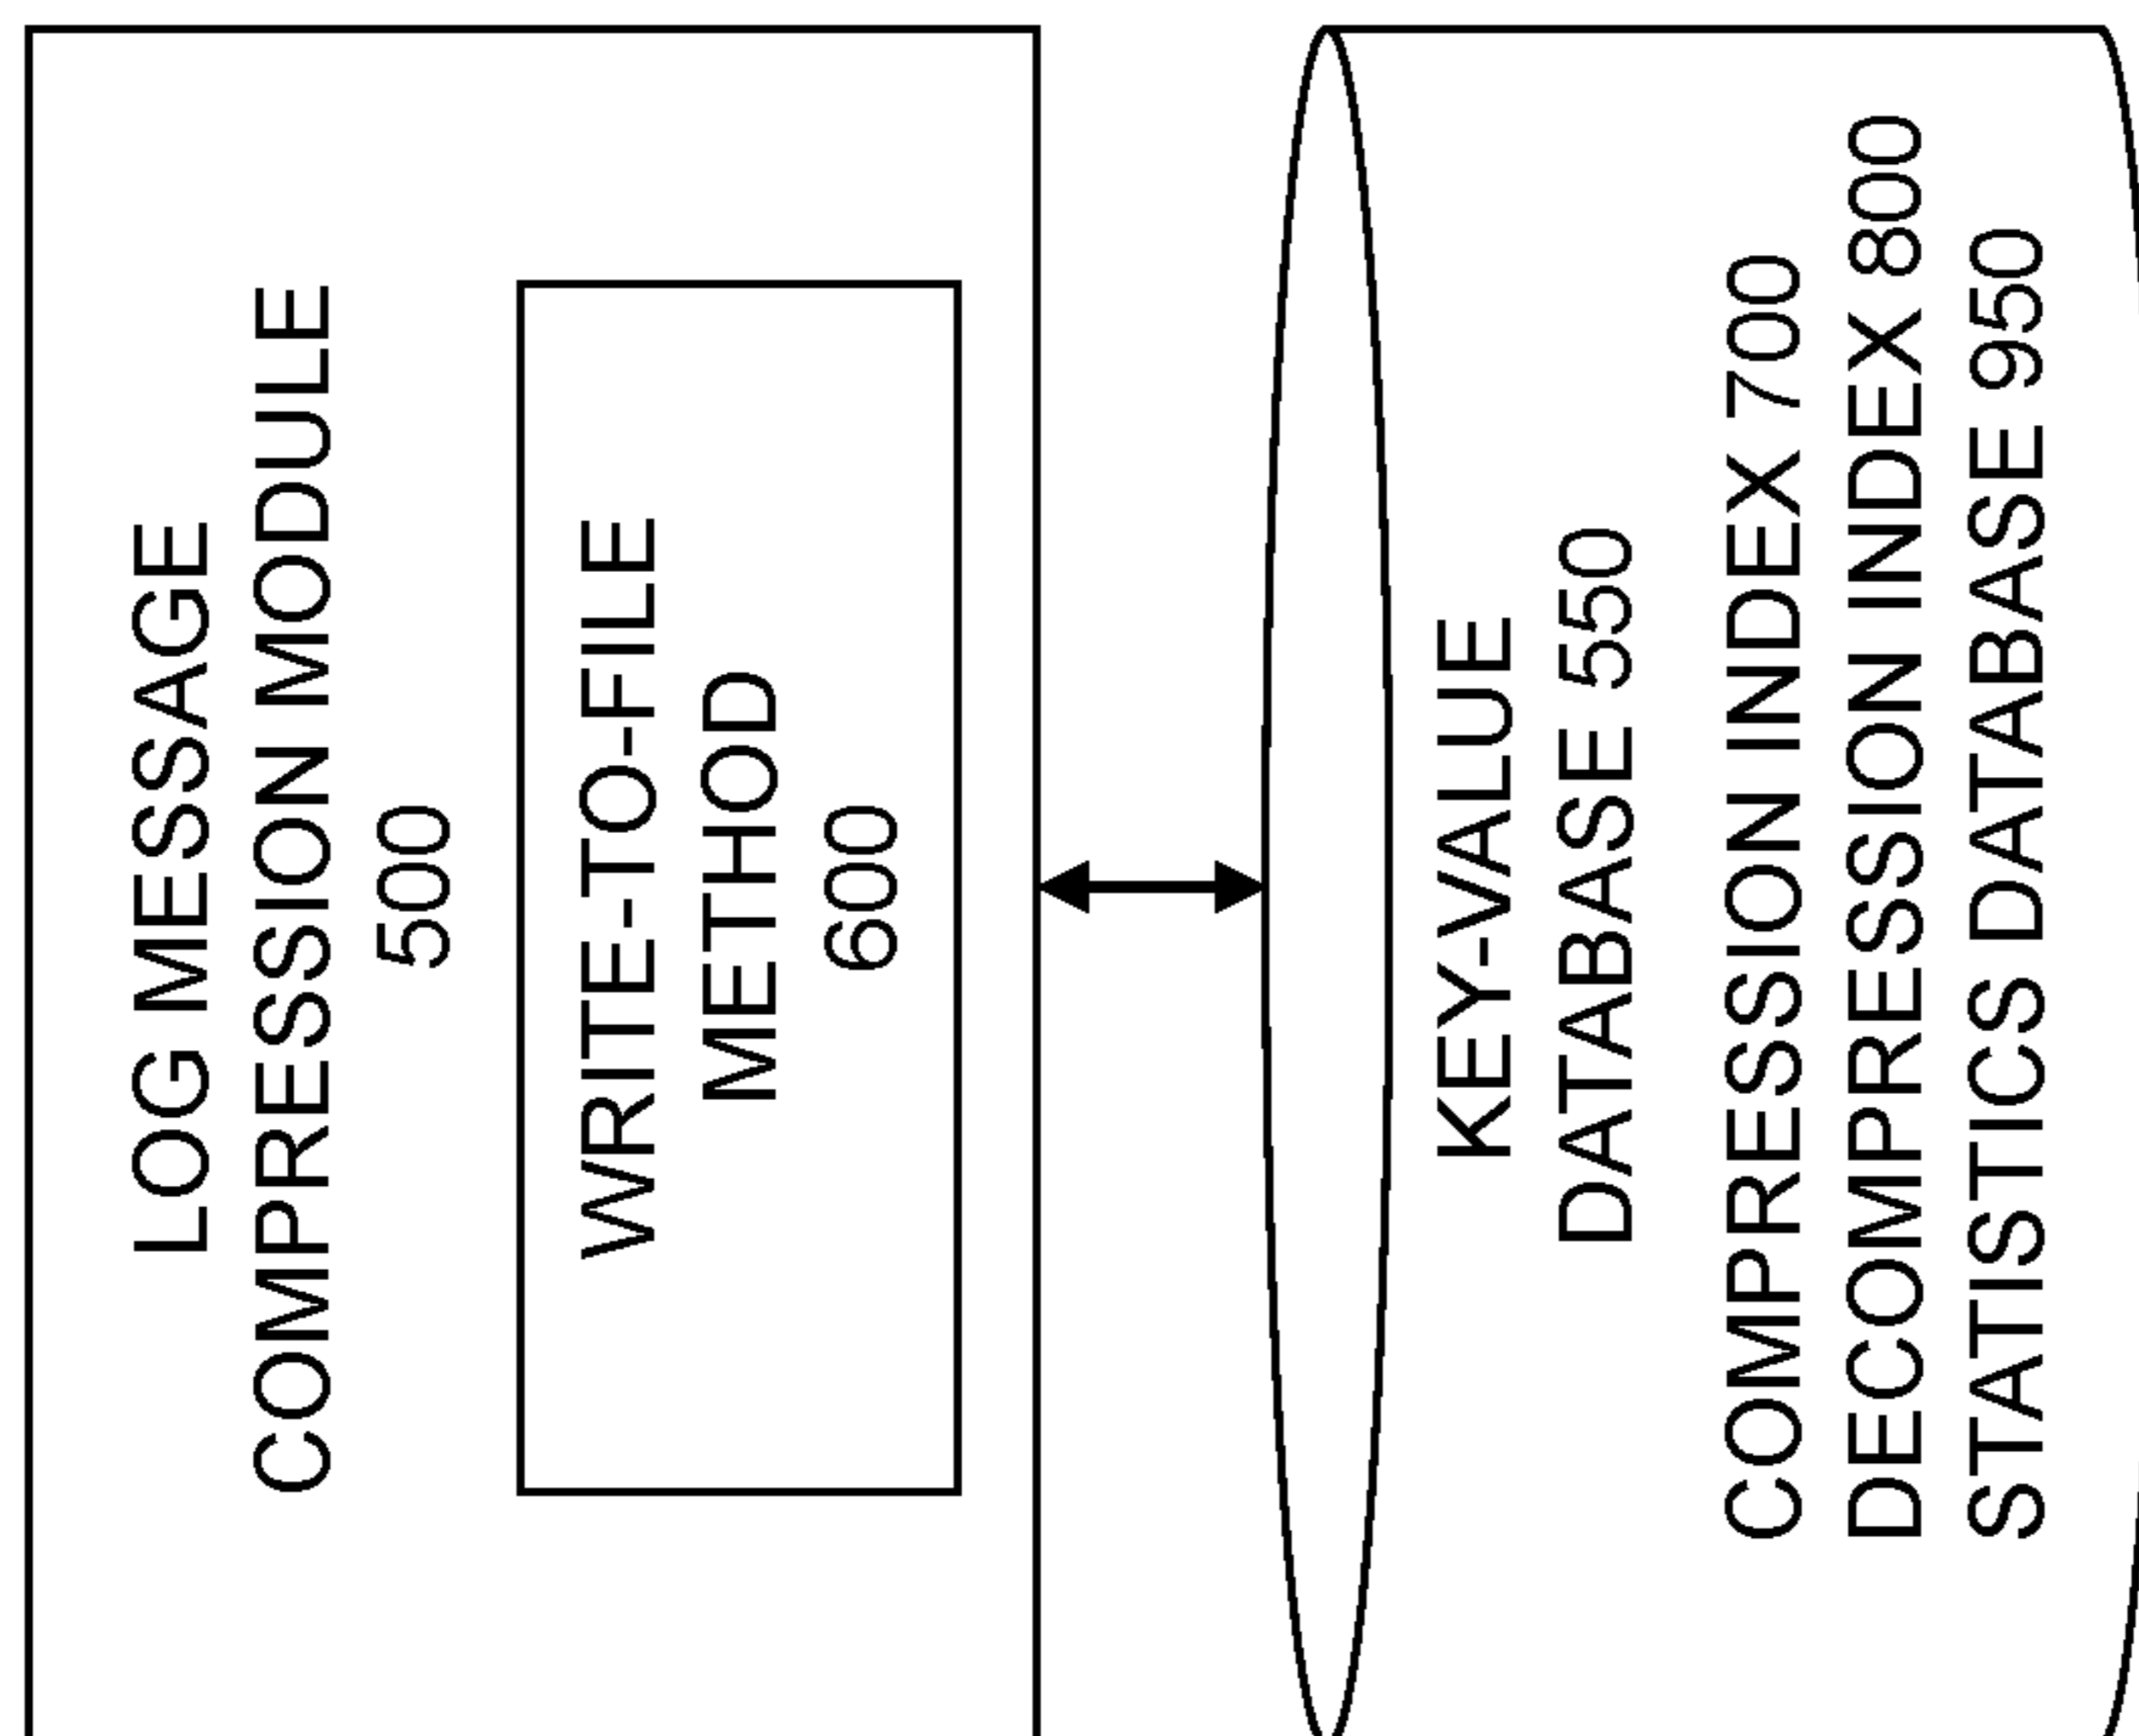 LOG MESSAGE
COMPRESSION MODULE
500
WRITE-TO-FILE
METHOD
600
KEY-VALUE
DATABASE 550
COMPRESSION INDEX 700
DECOMPRESSION INDEX 800
STATISTICS DATABASE 950